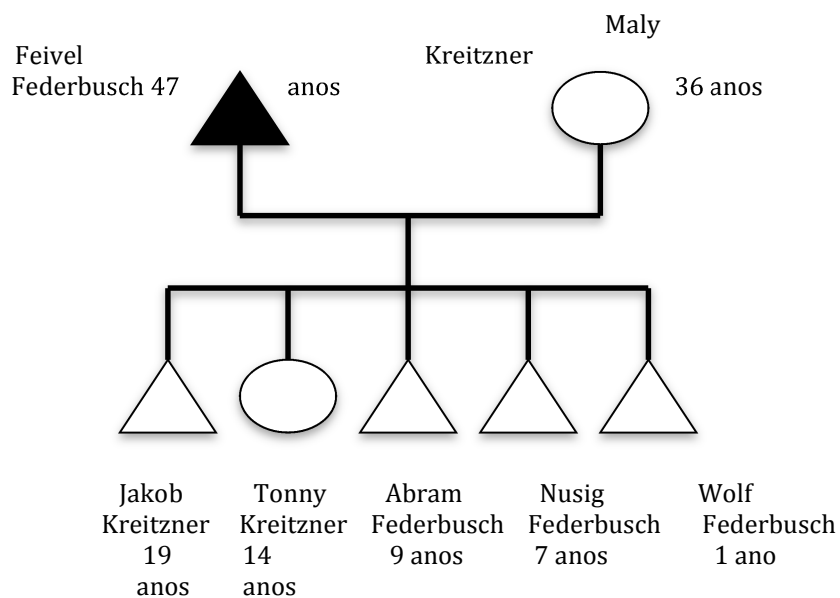 Maly
Feivel
Kreitzner
Federbusch 47
anos
36 anos
Jakob
Kreitzner
19
anos
Tonny
Kreitzner
14
anos
Abram
Federbusch
9 anos
Nusig
Federbusch
7 anos
Wolf
Federbusch
1 ano